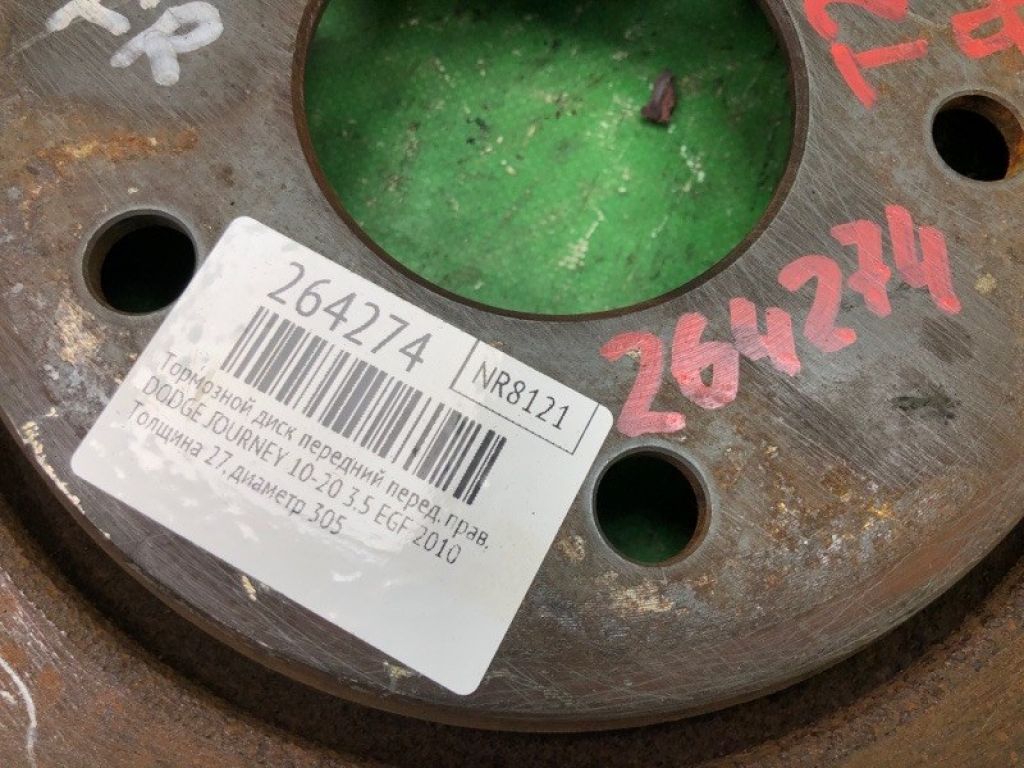 R
264274
264274
NR8121
Тормозной диск передний перед. прав.
DODGE JOURNEY 10-20 3.5 EGF 2010
Толщина 27, диаметр 305